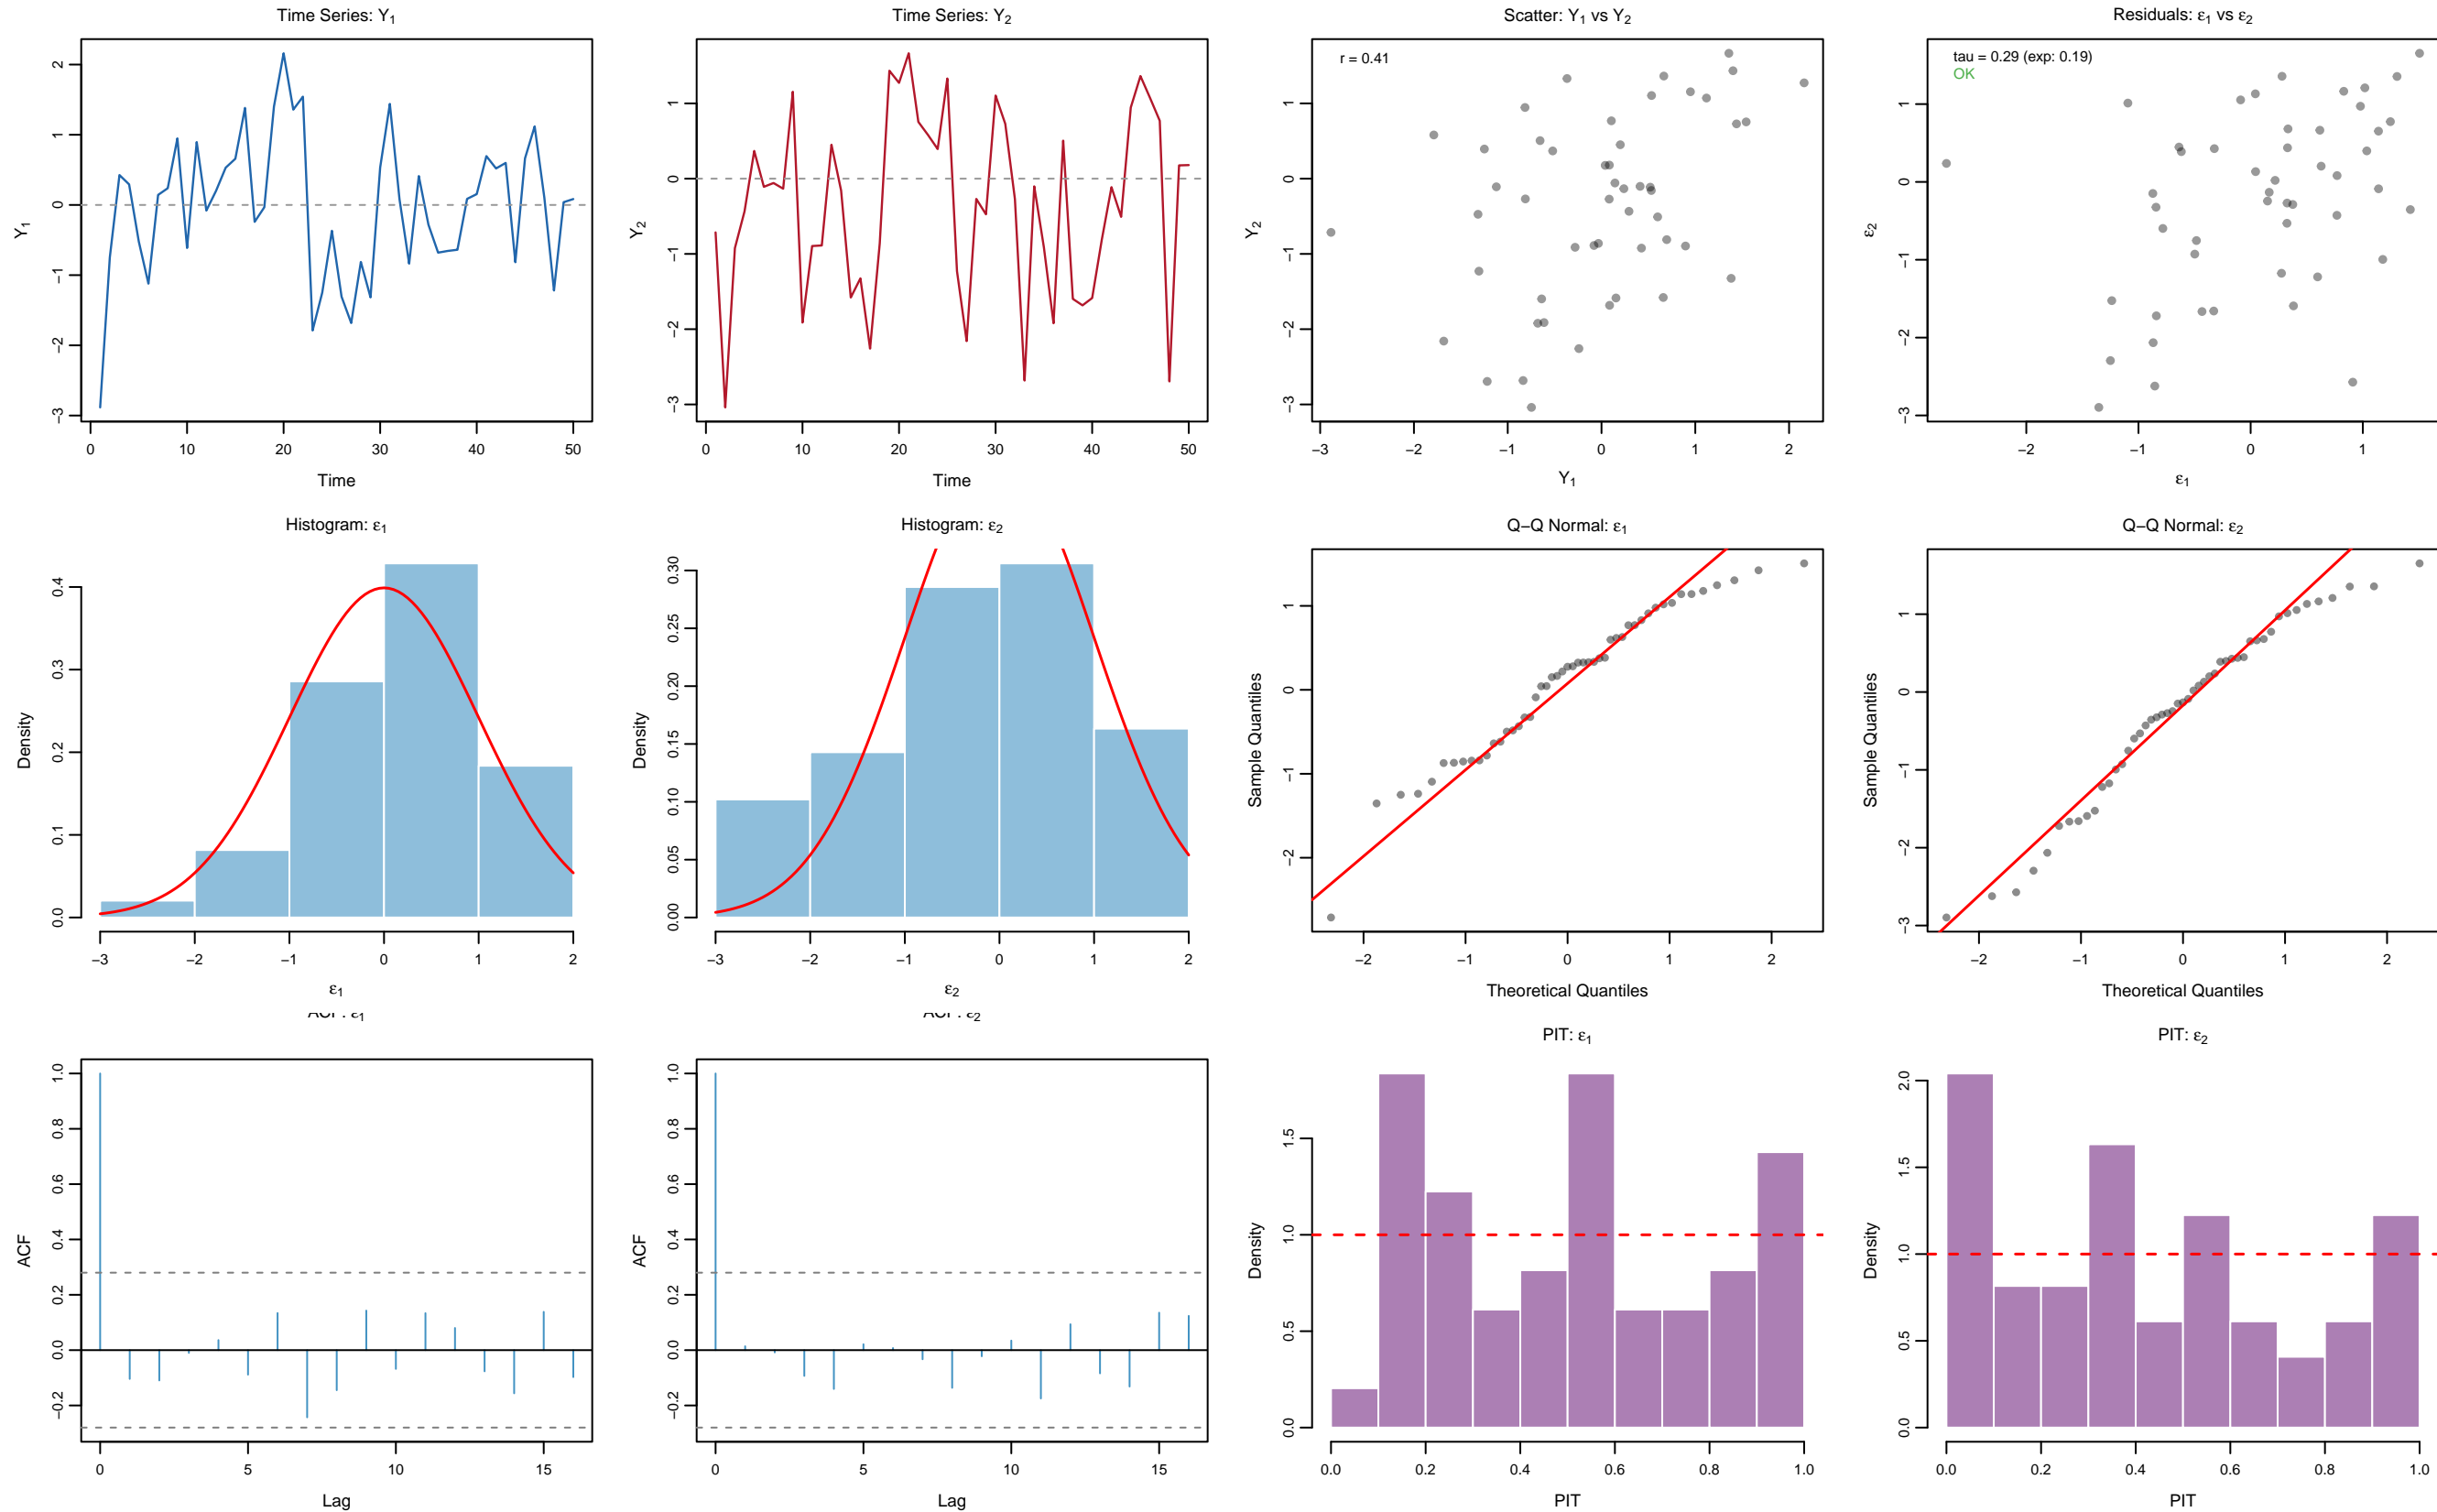 Time Series: Y1
2
1
0
−1
−2
−3
Y1
0 10 20 30 40 50
Time
Time Series: Y2
1
0
−1
−2
−3
Y2
0 10 20 30 40 50
Time
Scatter: Y1 vs Y2
r = 0.41
1
0
−1
−2
−3
Y2
−3 −2 −1 0 1 2
Y1
Residuals: ε1 vs ε2
tau = 0.29 (exp: 0.19)
OK
1
0
−1
−2
−3
ε2
−2 −1 0 1
ε1
Histogram: ε1
0.4
0.3
0.2
0.1
0.0
Density
−3 −2 −1 0 1 2
ε1
Histogram: ε2
0.30
0.25
0.20
0.15
0.10
0.05
0.00
Density
−3 −2 −1 0 1 2
ε2
Q−Q Normal: ε1
1
0
−1
−2
Sample Quantiles
−2 −1 0 1 2
Theoretical Quantiles
Q−Q Normal: ε2
1
0
−1
−2
−3
Sample Quantiles
−2 −1 0 1 2
Theoretical Quantiles
ACF: ε1
1.0
0.8
0.6
0.4
0.2
0.0
−0.2
ACF
0 5 10 15
Lag
ACF: ε2
1.0
0.8
0.6
0.4
0.2
0.0
−0.2
ACF
0 5 10 15
Lag
PIT: ε1
1.5
1.0
0.5
0.0
Density
0.0 0.2 0.4 0.6 0.8 1.0
PIT
PIT: ε2
2.0
1.5
1.0
0.5
0.0
Density
0.0 0.2 0.4 0.6 0.8 1.0
PIT